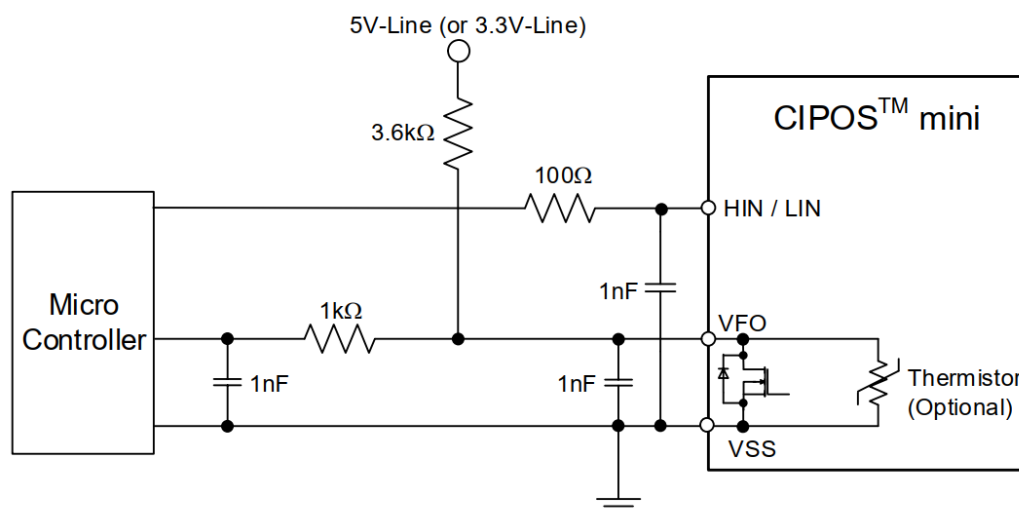 5V-Line (or 3.3V-Line)
3.6kΩ
CIPOS™ mini
100Ω
HIN / LIN
Micro
Controller
1nF
1kΩ
VFO
1nF
1nF
Thermistor
(Optional)
VSS